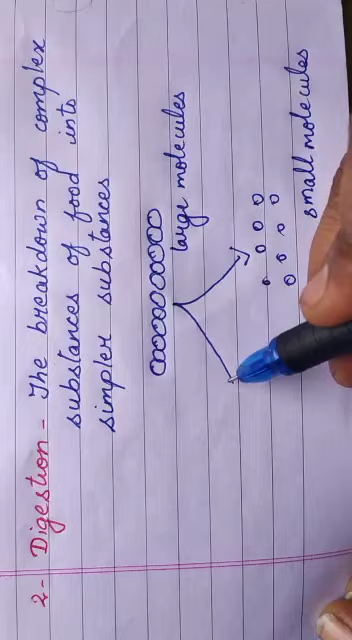 2- Digestion - The breakdown of complex
substances of food into
simpler substances
large molecules
small molecules